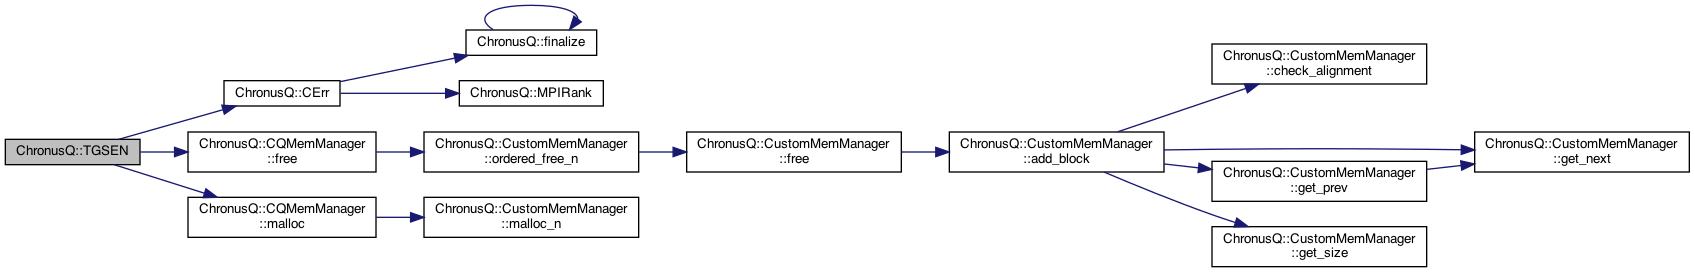 ChronusQ::TGSEN
ChronusQ::CErr
ChronusQ::finalize
ChronusQ::MPIRank
ChronusQ::CQMemManager
::free
ChronusQ::CustomMemManager
::ordered_free_n
ChronusQ::CustomMemManager
::free
ChronusQ::CustomMemManager
::add_block
ChronusQ::CustomMemManager
::check_alignment
ChronusQ::CustomMemManager
::get_next
ChronusQ::CustomMemManager
::get_prev
ChronusQ::CustomMemManager
::get_size
ChronusQ::CQMemManager
::malloc
ChronusQ::CustomMemManager
::malloc_n